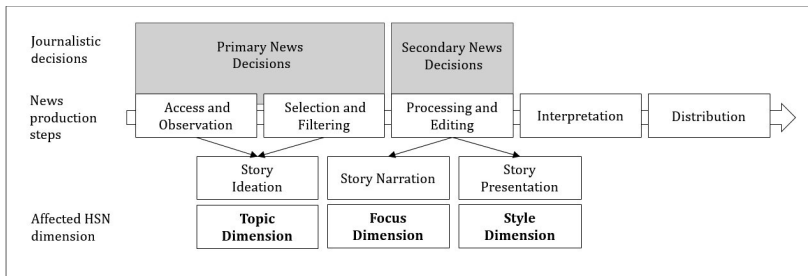 Journalistic
decisions
Primary News
Decisions
Secondary News
Decisions
News
production
steps
Access and
Observation
Selection and
Filtering
Processing and
Editing
Interpretation
Distribution
Story
Ideation
Story Narration
Story
Presentation
Affected HSN
dimension
Topic
Dimension
Focus
Dimension
Style
Dimension